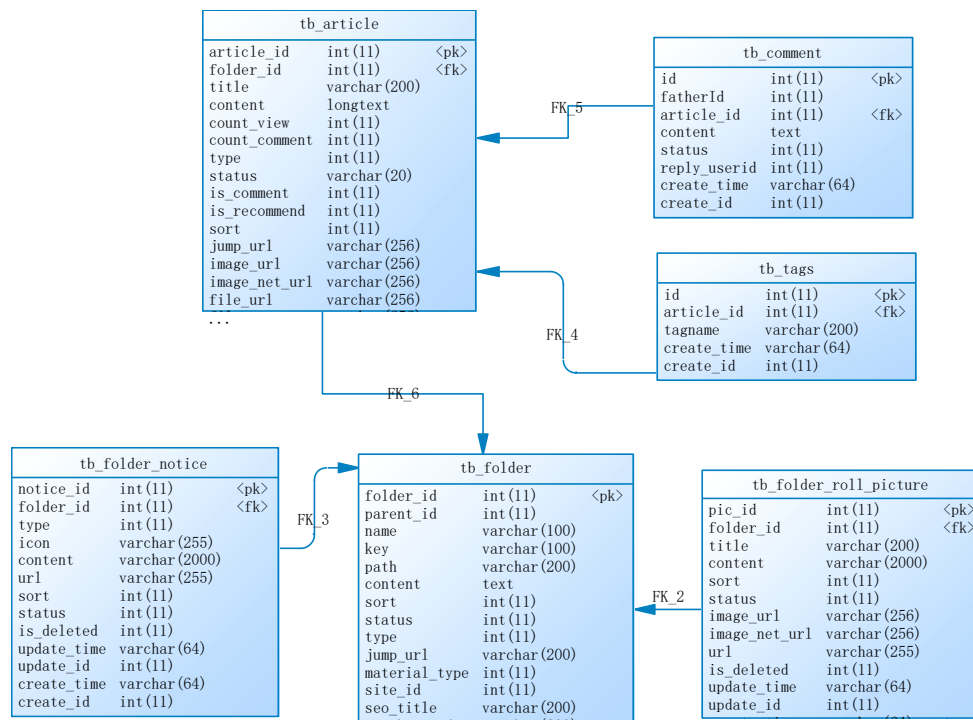 tb_article
article_id int(11) <pk>
folder_id int(11) <fk>
title varchar(200)
content longtext
count_view int(11)
count_comment int(11)
type int(11)
status varchar(20)
is_comment int(11)
is_recommend int(11)
sort int(11)
jump_url varchar(256)
image_url varchar(256)
image_net_url varchar(256)
file_url varchar(256)
...
tb_comment
id int(11) <pk>
fatherId int(11)
article_id int(11) <fk>
content text
status int(11)
reply_userid int(11)
create_time varchar(64)
create_id int(11)
FK_5
tb_tags
id int(11) <pk>
article_id int(11) <fk>
tagname varchar(200)
create_time varchar(64)
create_id int(11)
FK_4
FK_6
tb_folder_notice
notice_id int(11) <pk>
folder_id int(11) <fk>
type int(11)
icon varchar(255)
content varchar(2000)
url varchar(255)
sort int(11)
status int(11)
is_deleted int(11)
update_time varchar(64)
update_id int(11)
create_time varchar(64)
create_id int(11)
FK_3
tb_folder
folder_id int(11) <pk>
parent_id int(11)
name varchar(100)
key varchar(100)
path varchar(200)
content text
sort int(11)
status int(11)
type int(11)
jump_url varchar(200)
material_type int(11)
site_id int(11)
seo_title varchar(200)
FK_2
tb_folder_roll_picture
pic_id int(11) <pk>
folder_id int(11) <fk>
title varchar(200)
content varchar(2000)
sort int(11)
status int(11)
image_url varchar(256)
image_net_url varchar(256)
url varchar(255)
is_deleted int(11)
update_time varchar(64)
update_id int(11)